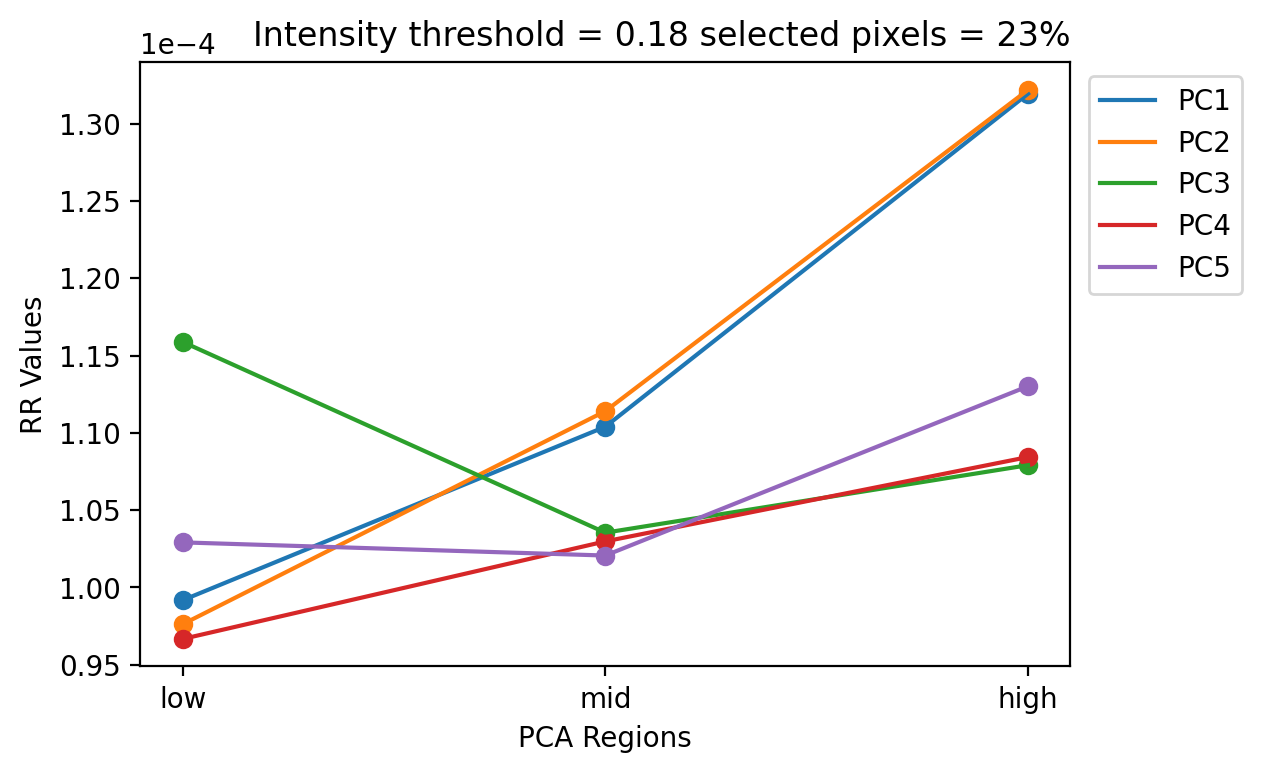 1e−4
Intensity threshold = 0.18 selected pixels = 23%
1.30
1.25
1.20
1.15
1.10
1.05
1.00
0.95
RR Values
low
mid
high
PCA Regions
PC1
PC2
PC3
PC4
PC5